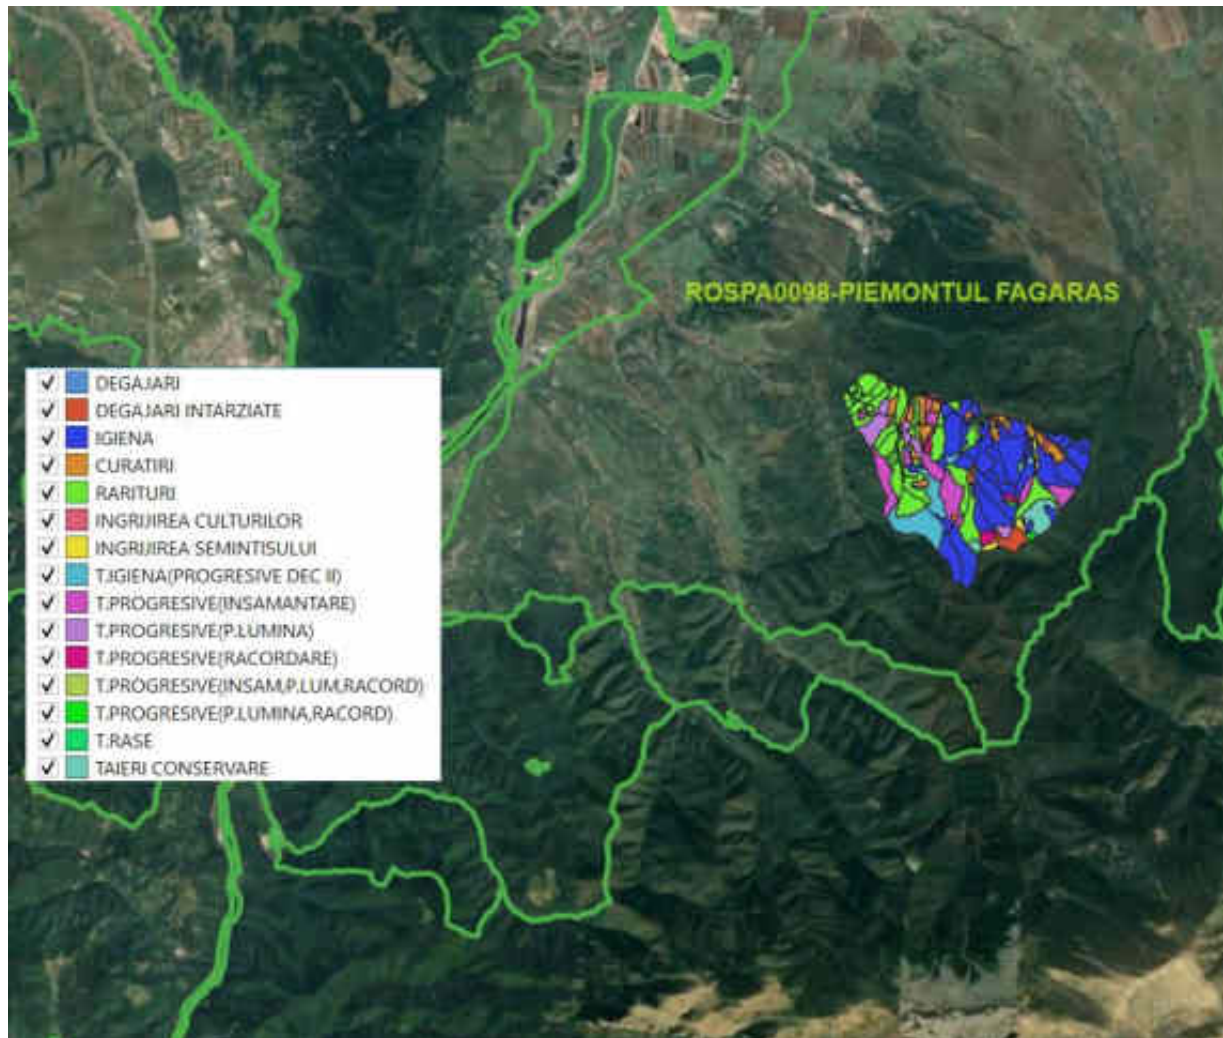 ROSPA0098-PIEMONTUL FAGARAS
DEGAJARI
DEGAJARI INTARZIATE
IGIENA
CURATIRI
RARITURI
INGRIJIREA CULTURILOR
INGRIJIREA SEMINTISULUI
T.IGIENA(PROGRESIVE DEC II)
T.PROGRESIVE(INSAMANTARE)
T.PROGRESIVE(P.LUMINA)
T.PROGRESIVE(RACORDARE)
T.PROGRESIVE(INSAM,P.LUM,RACORD)
T.PROGRESIVE(P.LUMINA,RACORD)
T.RASE
TAIERI CONSERVARE